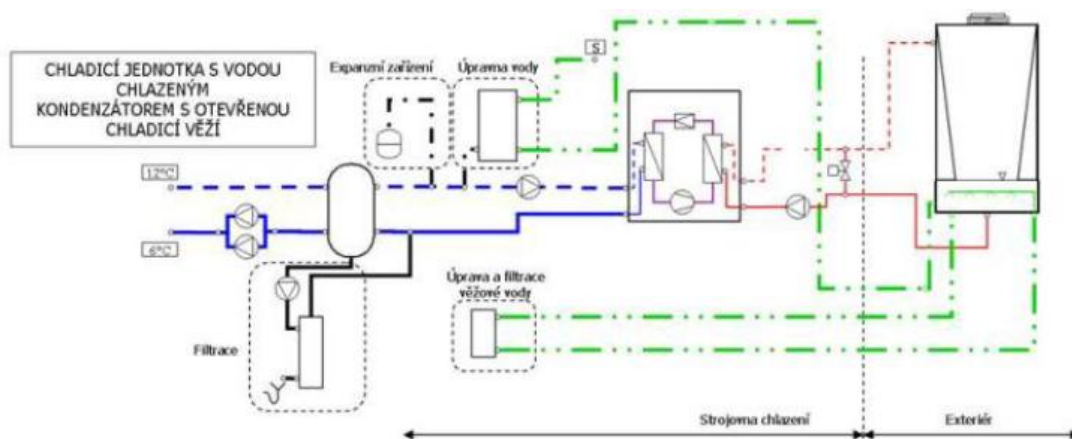 CHLADICÍ JEDNOTKA S VODOU
CHLAZENÝM
KONDENZÁTOREM S OTEVŘENOU
CHLADICÍ VĚŽÍ
Expanzní zařízení
Úpravna vody
S
12°C
6°C
Filtrace
Úprava a filtrace
věžové vody
Strojovna chlazení
Exteriér